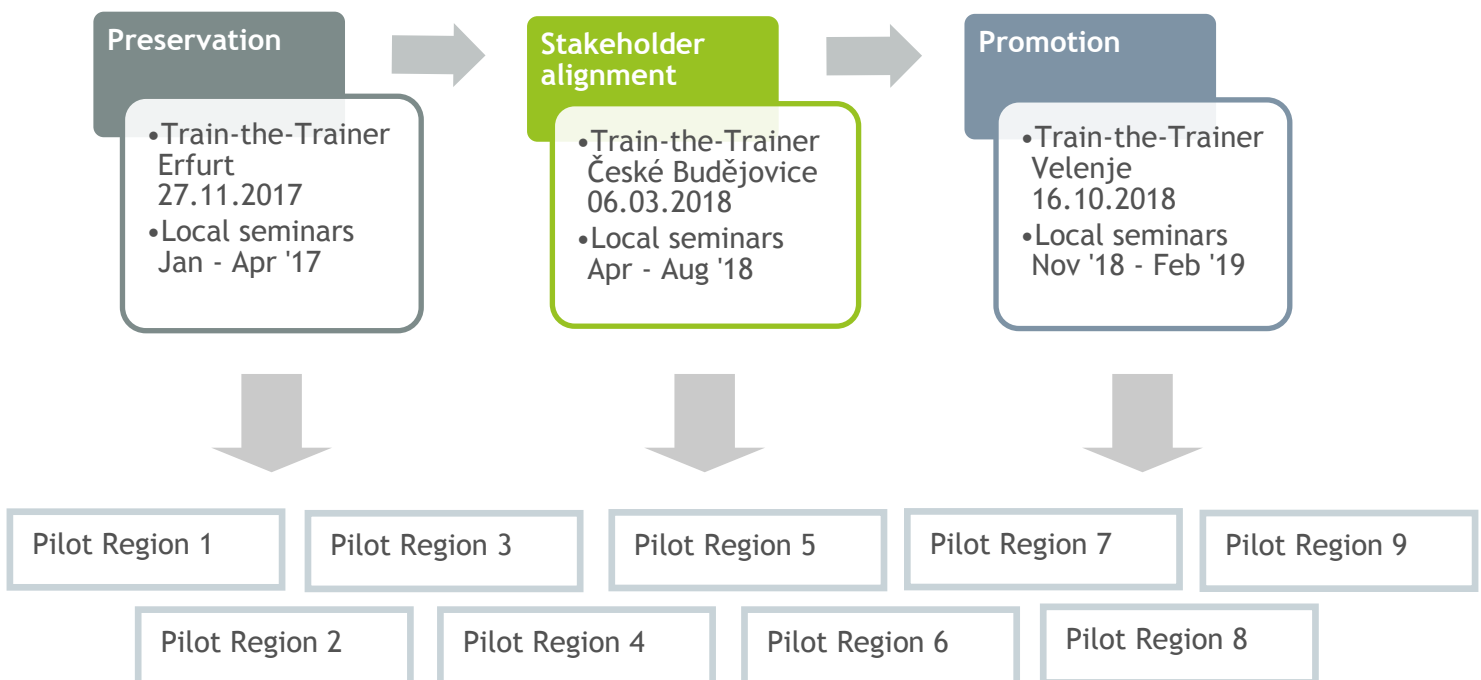 Preservation
•Train-the-Trainer
Erfurt
27.11.2017
•Local seminars
Jan - Apr '17
Stakeholder
alignment
•Train-the-Trainer
České Budějovice
06.03.2018
•Local seminars
Apr - Aug '18
Promotion
•Train-the-Trainer
Velenje
16.10.2018
•Local seminars
Nov '18 - Feb '19
Pilot Region 1
Pilot Region 3
Pilot Region 5
Pilot Region 7
Pilot Region 9
Pilot Region 2
Pilot Region 4
Pilot Region 6
Pilot Region 8